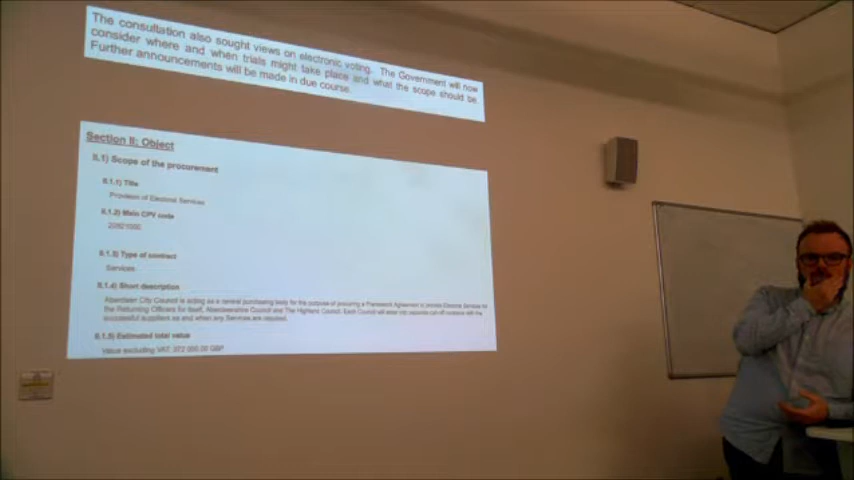 The consultation also sought views on electronic voting. The Government will now
consider where and when trials might take place and what the scope should be.
Further announcements will be made in due course.
Section II: Object
II.1) Scope of the procurement
II.1.1) Title
Provision of Electoral Services
II.1.2) Main CPV code
II.1.3) Type of contract
Services
II.1.4) Short description
Aberdeen City Council is acting as a central purchasing body for the purpose of procuring a Framework Agreement to provide Electoral Services for
the Returning Officers for itself, Aberdeenshire Council and The Highland Council. Each Council will enter into separate call-off contracts with the
successful suppliers as and when any Services are required.
II.1.5) Estimated total value
Value excluding VAT: 972 000.00 GBP